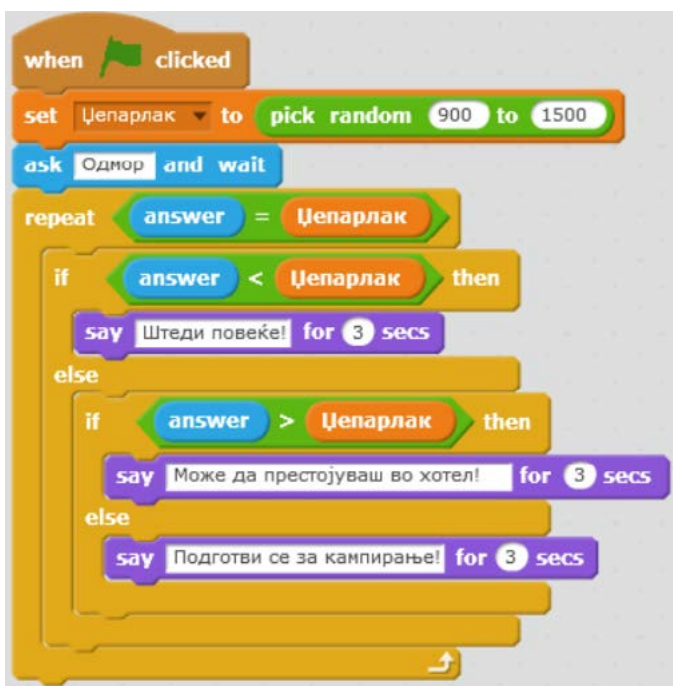 when clicked
set Џепарлак to pick random 900 to 1500
ask Одмор and wait
repeat answer = Џепарлак
if answer < Џепарлак then
say Штеди повеќе! for 3 secs
else
if answer > Џепарлак then
say Може да престојуваш во хотел! for 3 secs
else
say Подготви се за кампирање! for 3 secs